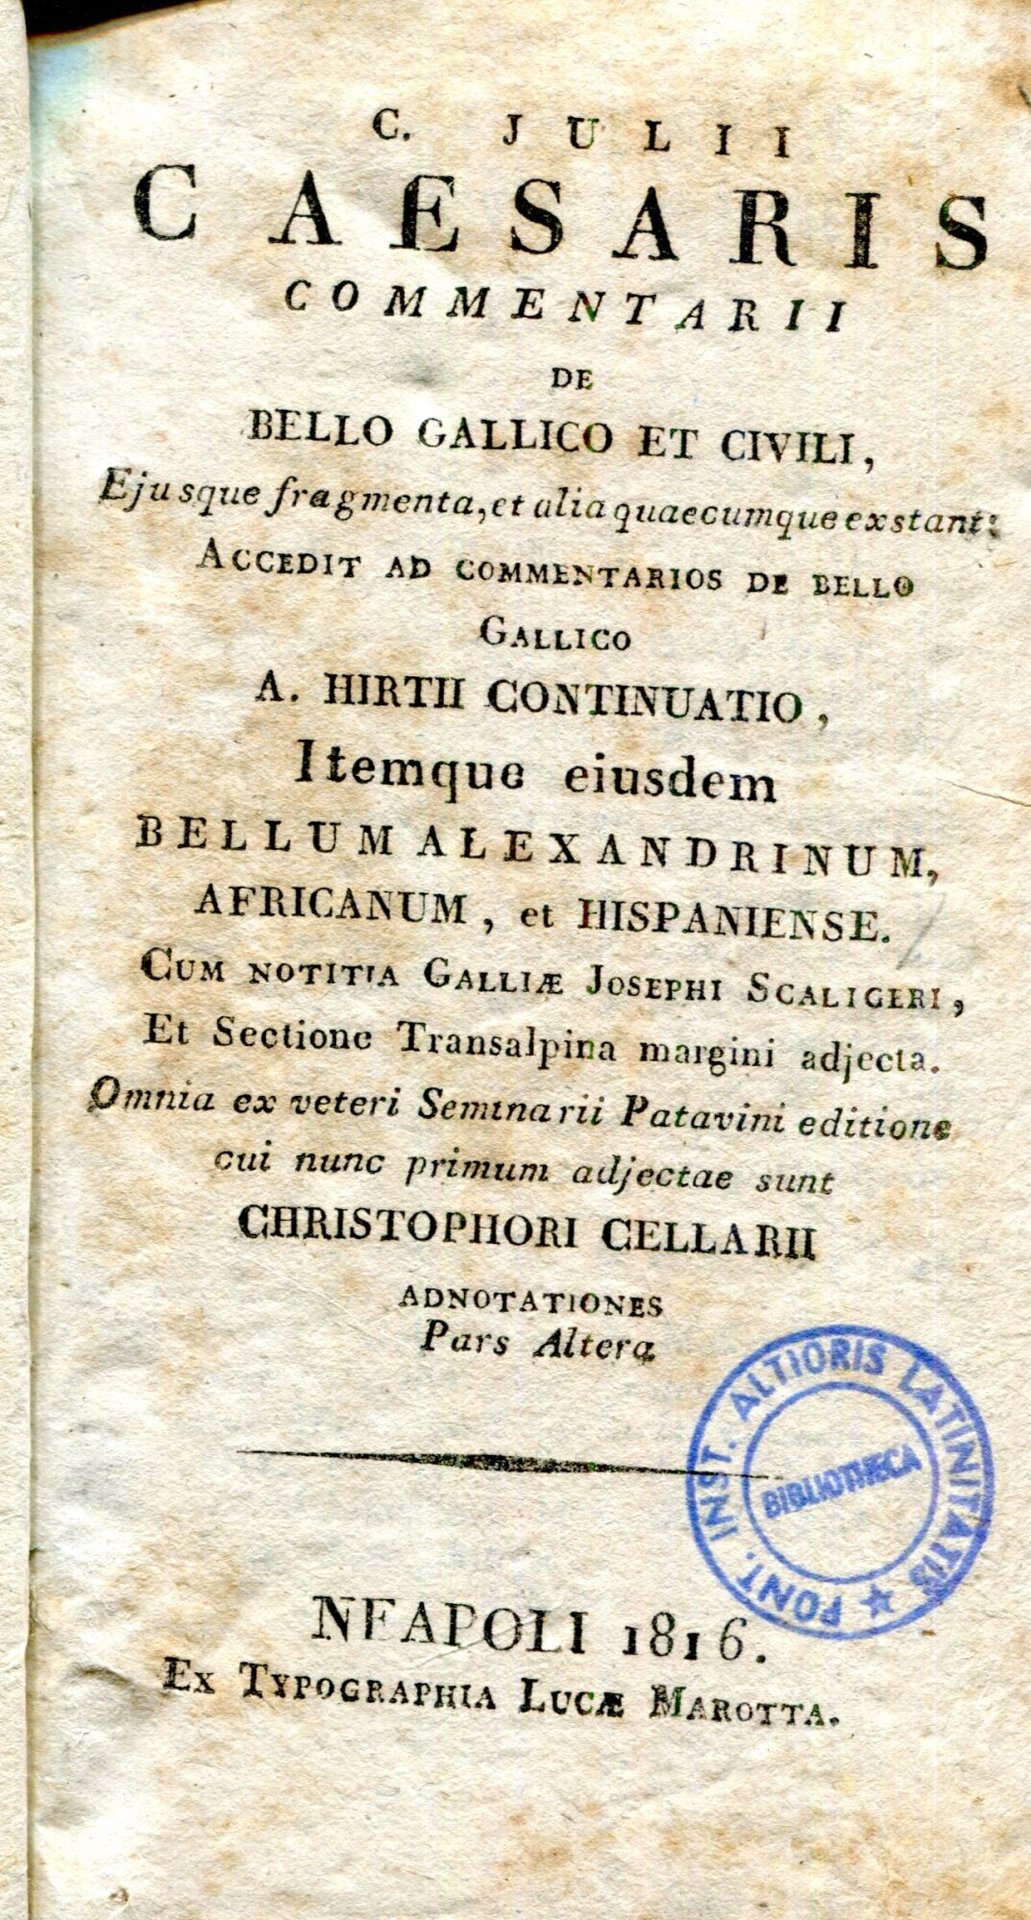 C. JULII
CAESARIS
COMMENTARII
DE
BELLO GALLICO ET CIVILI,
Ejusque fragmenta, et alia quaecumque exstant:
ACCEDIT AD COMMENTARIOS DE BELLO
GALLICO
A. HIRTII CONTINUATIO,
Itemque eiusdem
BELLUM ALEXANDRINUM,
AFRICANUM, et HISPANIENSE.
CUM NOTITIA GALLIÆ JOSEPHI SCALIGERI,
Et Sectione Transalpina margini adjecta.
Omnia ex veteri Seminarii Patavini editione
cui nunc primum adjectae sunt
CHRISTOPHORI CELLARII
ADNOTATIONES
Pars Altera
PONT. INST. ALTIORIS LATINITATIS
BIBLIOTHÆCA
NEAPOLI 1816.
EX TYPOGRAPHIA LUCÆ MAROTTA.